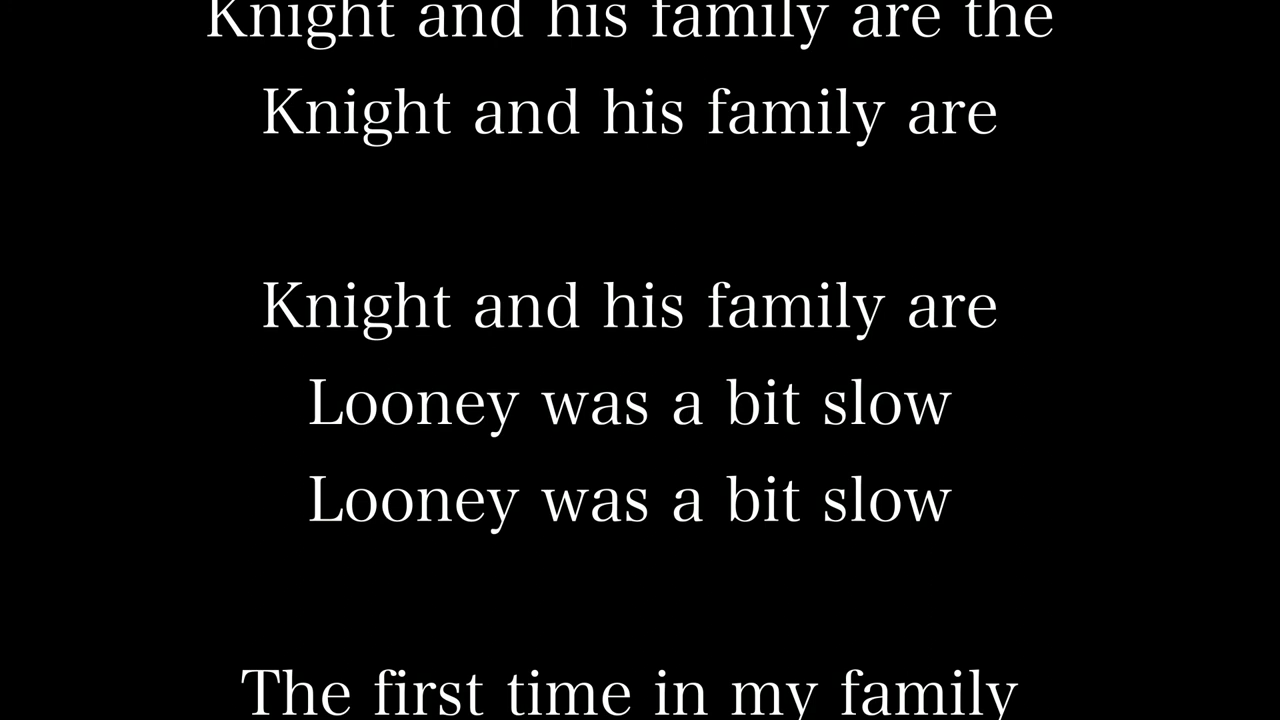 Knight and his family are the
Knight and his family are
Knight and his family are
Looney was a bit slow
Looney was a bit slow
The first time in my family